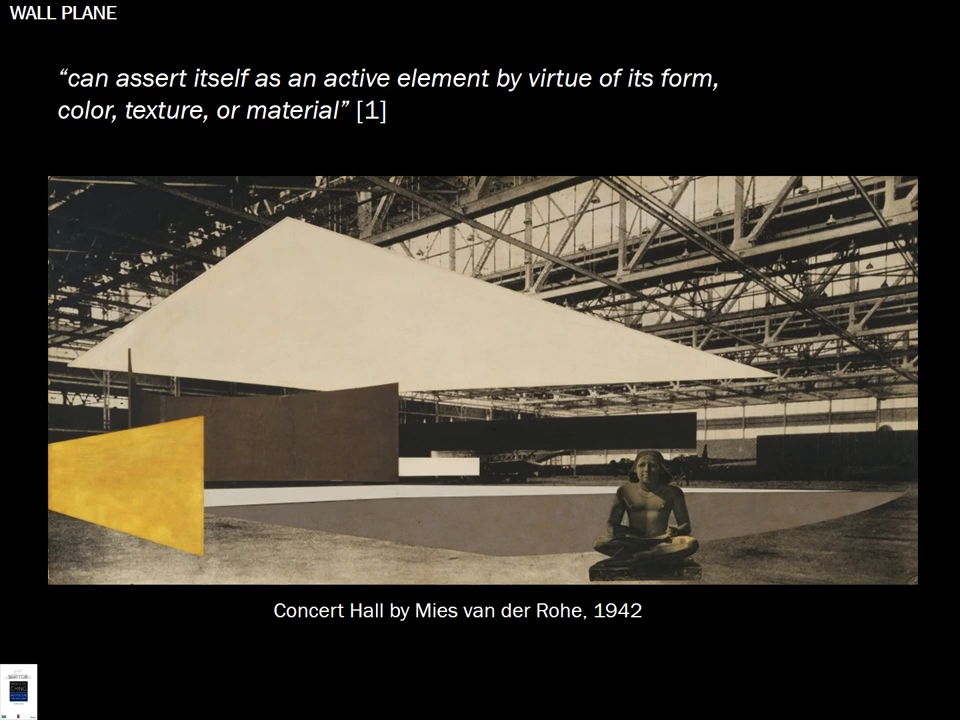 WALL PLANE
“can assert itself as an active element by virtue of its form,
color, texture, or material” [1]
Concert Hall by Mies van der Rohe, 1942
CHING